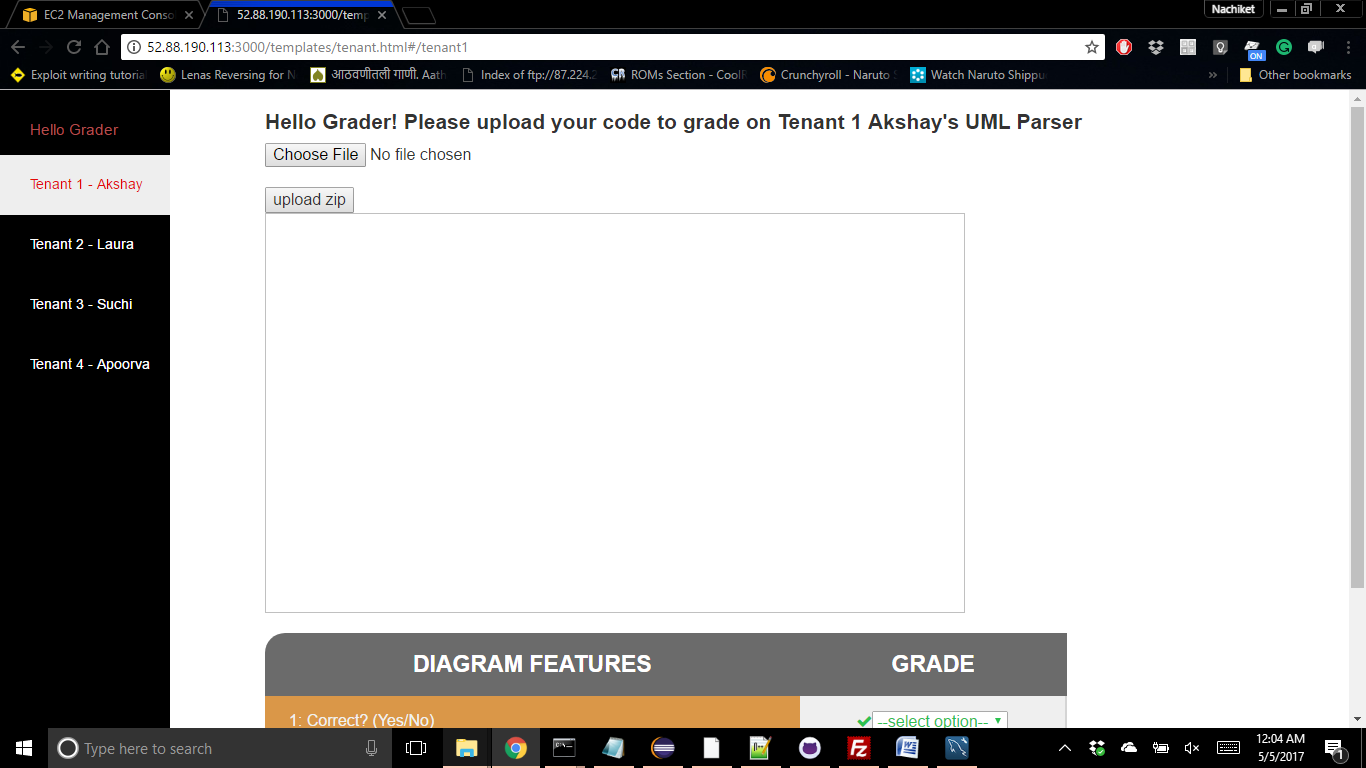 Nachiket
EC2 Management Conso
52.88.190.113:3000/temp
52.88.190.113:3000/templates/tenant.html#/tenant1
ON
Exploit writing tutoria
Lenas Reversing for N
आठवणीतली गाणी. Aath
Index of ftp://87.224.2
ROMs Section - CoolR
Crunchyroll - Naruto S
Watch Naruto Shippu
» Other bookmarks
Hello Grader
Tenant 1 - Akshay
Tenant 2 - Laura
Tenant 3 - Suchi
Tenant 4 - Apoorva
Hello Grader! Please upload your code to grade on Tenant 1 Akshay's UML Parser
Choose File No file chosen
upload zip
DIAGRAM FEATURES GRADE
1: Correct? (Yes/No) --select option--
Type here to search
12:04 AM
5/5/2017
1